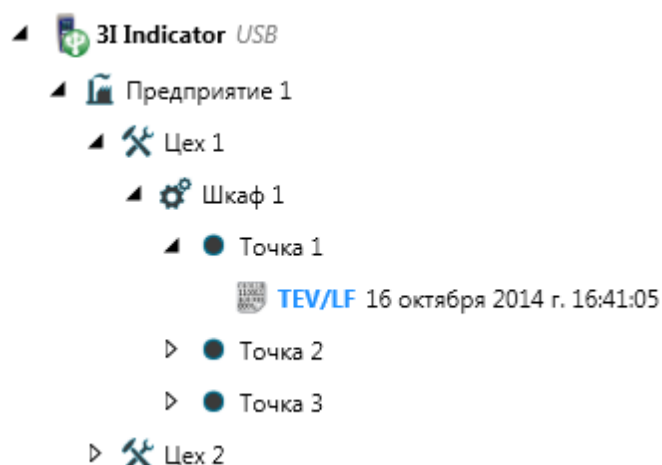 3I Indicator USB
Предприятие 1
Цех 1
Шкаф 1
Точка 1
TEV/LF 16 октября 2014 г. 16:41:05
Точка 2
Точка 3
Цех 2